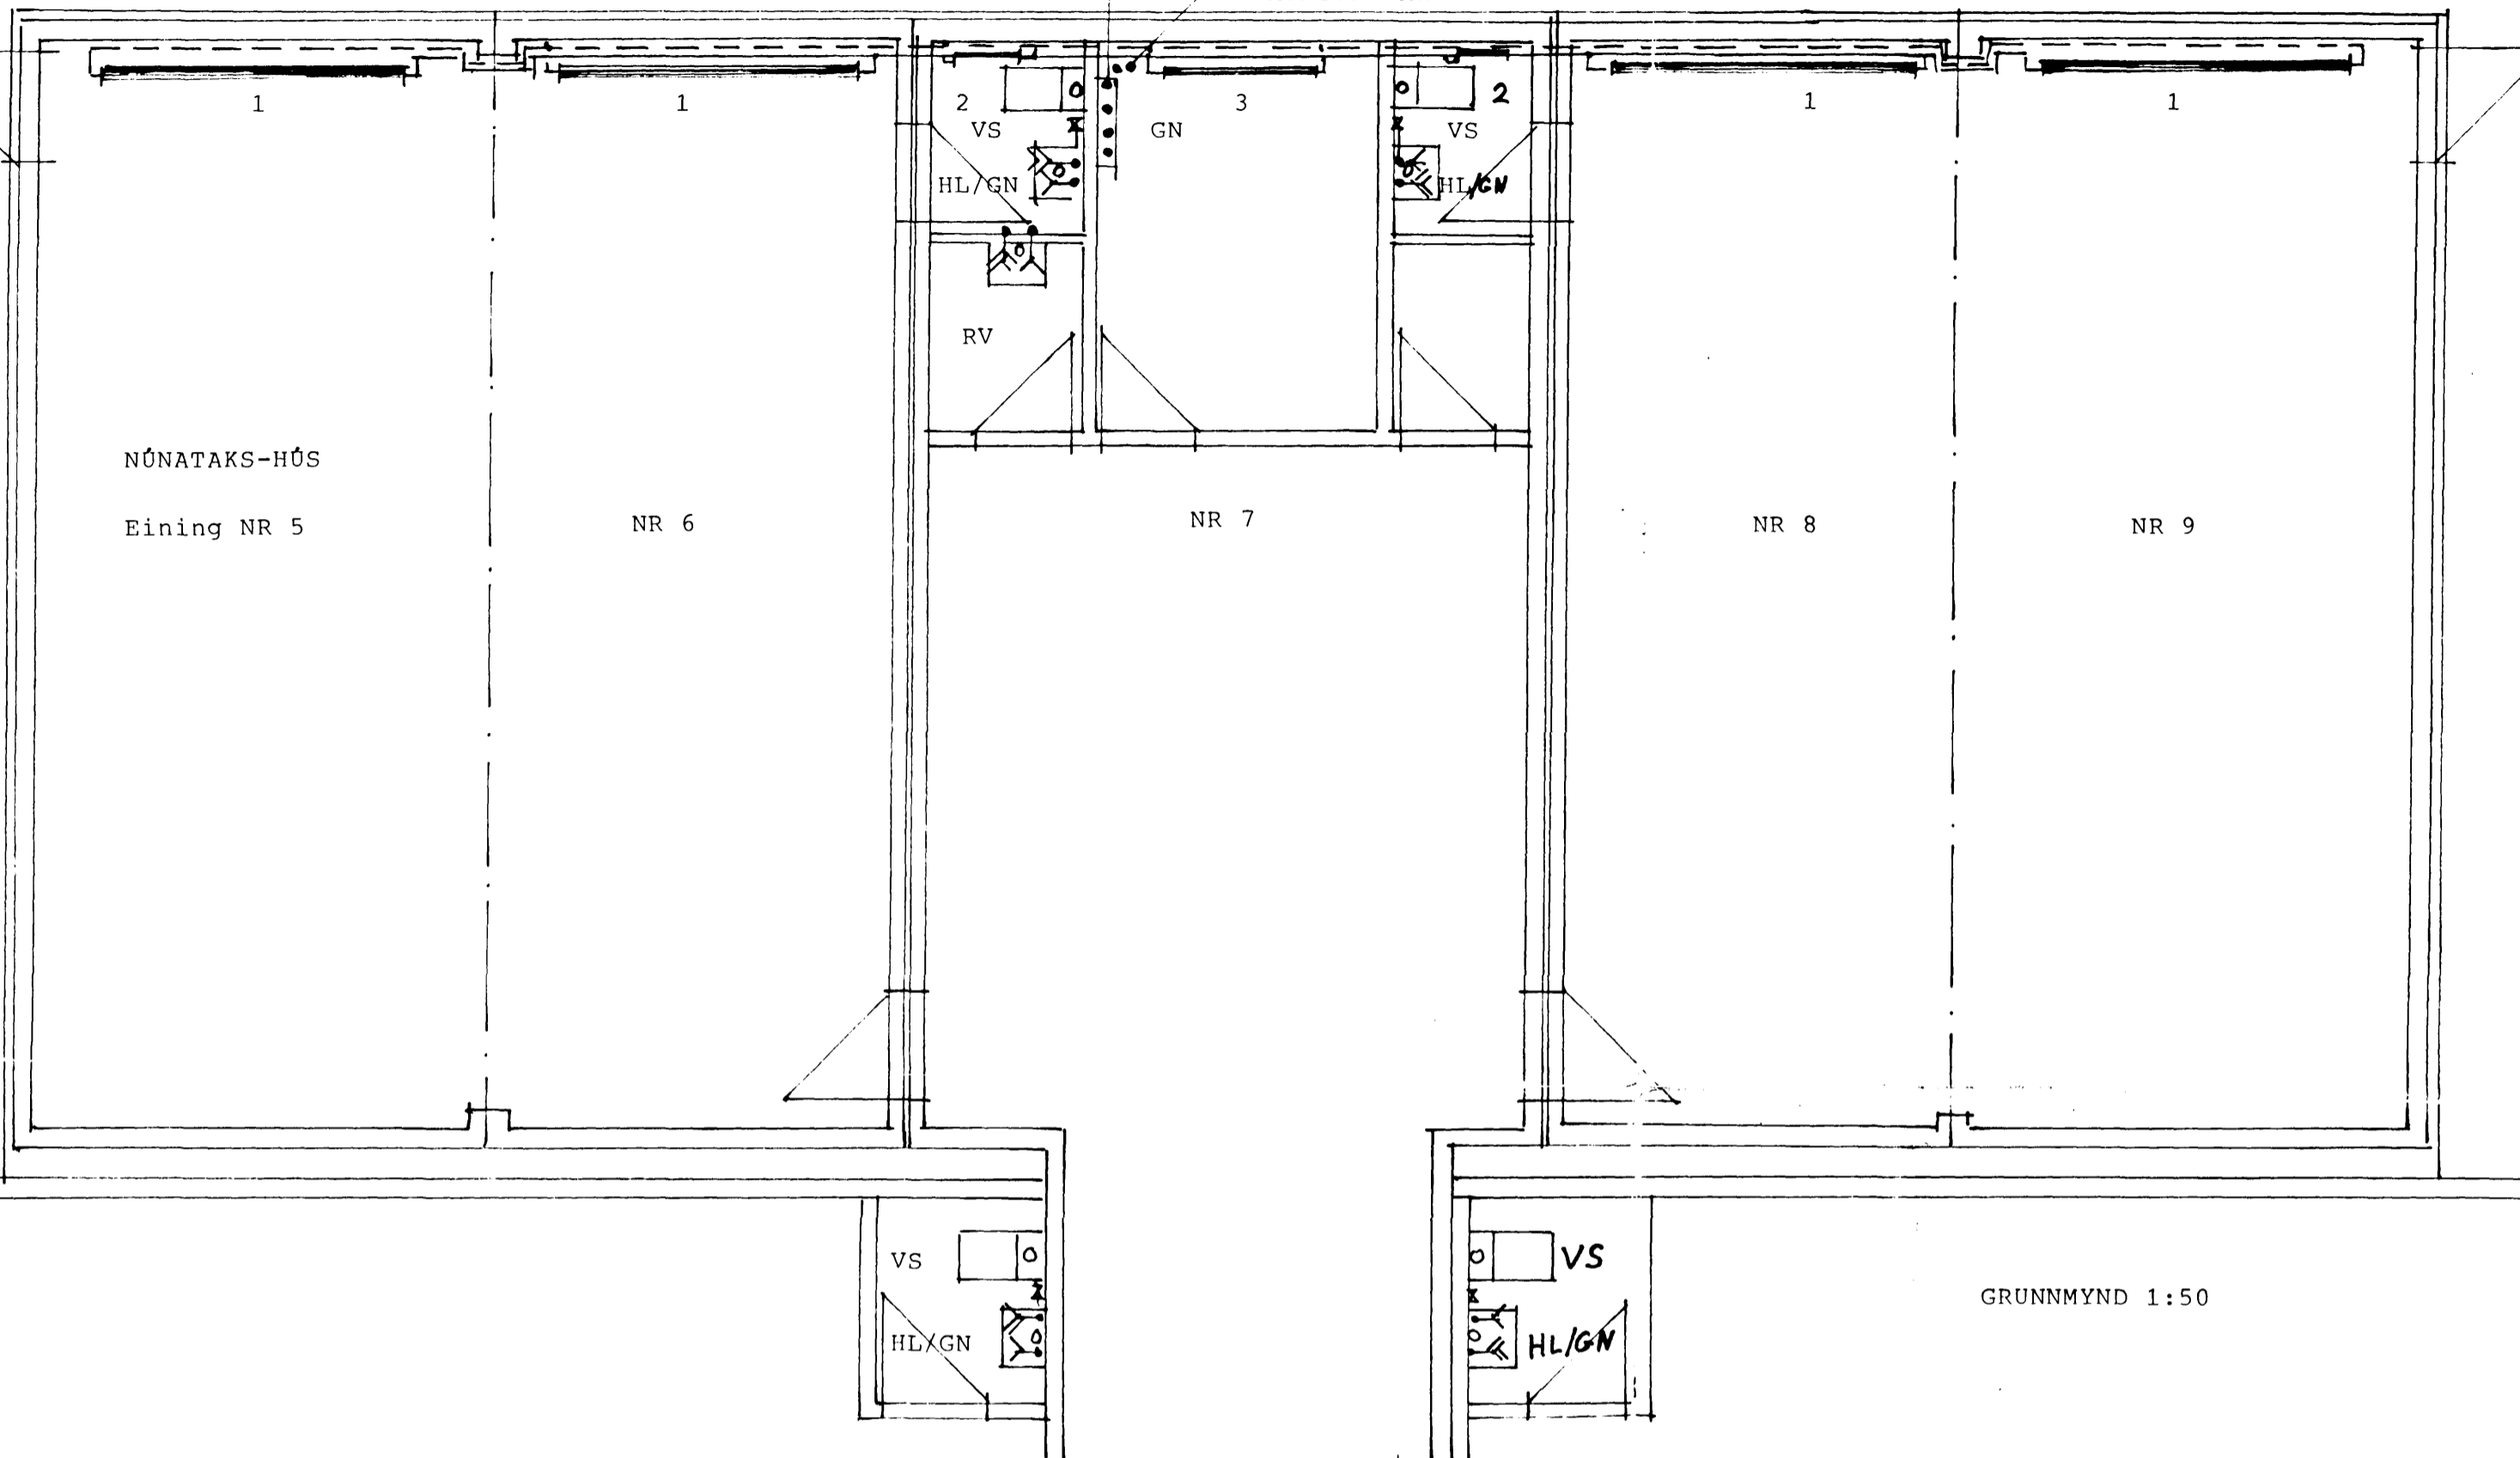 1
1
2
3
2
1
1
VS
GN
VS
HL/GN
HL/GN
RV
NÚNATAKS-HÚS
Eining NR 5
NR 6
NR 7
NR 8
NR 9
VS
VS
HL/GN
HL/GN
GRUNNMYND 1:50